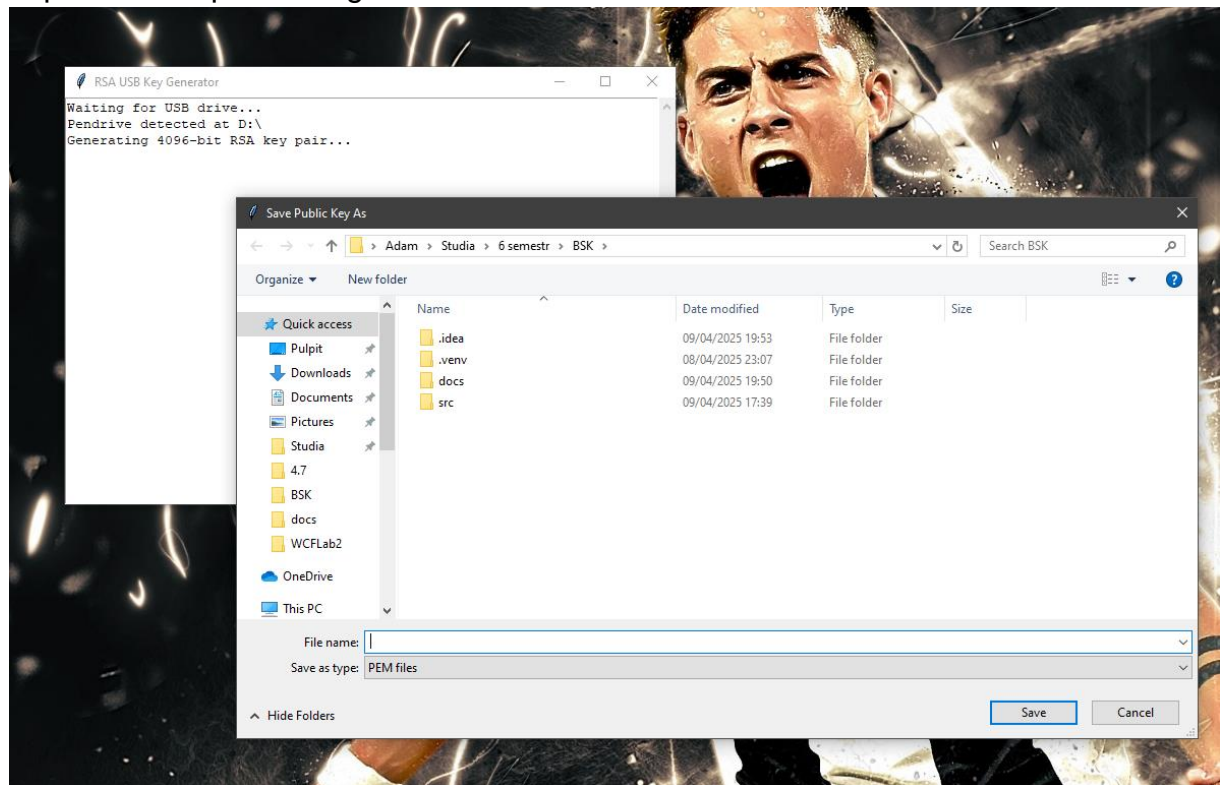 RSA USB Key Generator
Waiting for USB drive...
Pendrive detected at D:\
Generating 4096-bit RSA key pair...
Save Public Key As
Adam > Studia > 6 semestr > BSK >
Search BSK
Organize
New folder
Name Date modified Type Size
Quick access
Pulpit
Downloads
Documents
Pictures
Studia
4.7
BSK
docs
WCFLab2
OneDrive
This PC
.idea 09/04/2025 19:53 File folder
.venv 08/04/2025 23:07 File folder
docs 09/04/2025 19:50 File folder
src 09/04/2025 17:39 File folder
File name:
Save as type: PEM files
Hide Folders
Save
Cancel